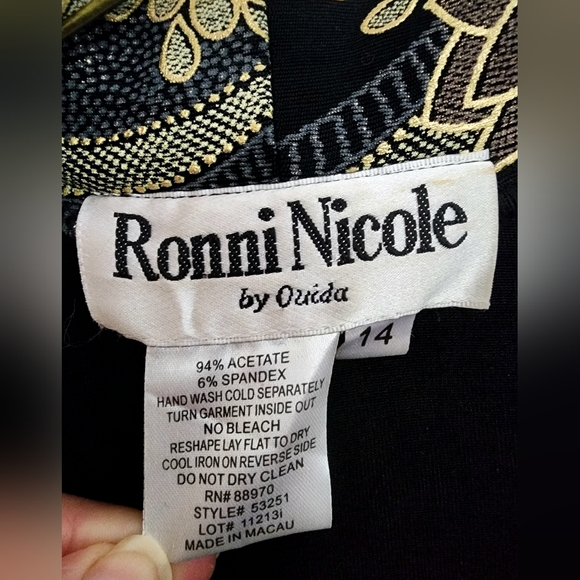 Ronni Nicole
by Ouida
14
94% ACETATE
6% SPANDEX
HAND WASH COLD SEPARATELY
TURN GARMENT INSIDE OUT
NO BLEACH
RESHAPE LAY FLAT TO DRY
COOL IRON ON REVERSE SIDE
DO NOT DRY CLEAN
RN# 88970
STYLE# 53251
LOT# 11213i
MADE IN MACAU